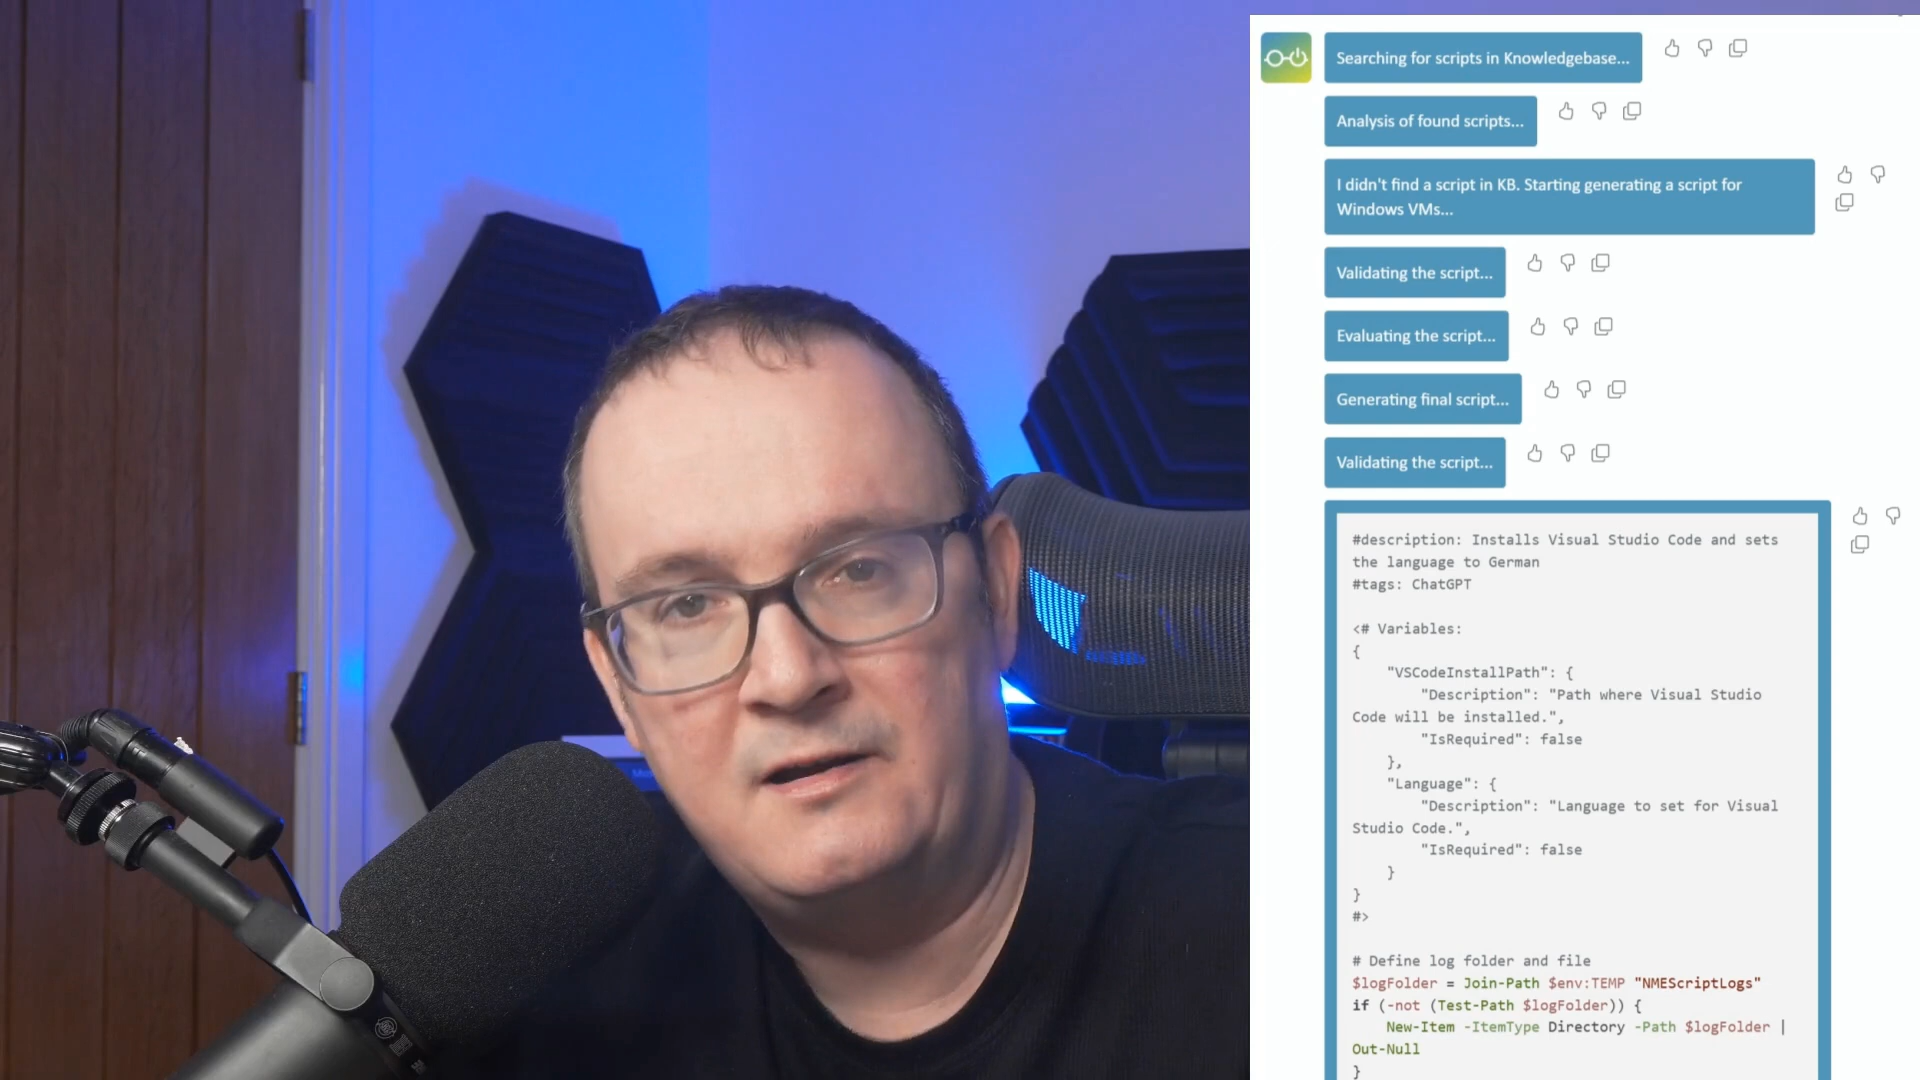 Searching for scripts in Knowledgebase...
Analysis of found scripts...
I didn't find a script in KB. Starting generating a script for
Windows VMs...
Validating the script...
Evaluating the script...
Generating final script...
Validating the script...
#description: Installs Visual Studio Code and sets
the language to German
#tags: ChatGPT
<# Variables:
{
    "VSCodeInstallPath": {
        "Description": "Path where Visual Studio
Code will be installed.",
        "IsRequired": false
    },
    "Language": {
        "Description": "Language to set for Visual
Studio Code.",
        "IsRequired": false
    }
}
#>
# Define log folder and file
$logFolder = Join-Path $env:TEMP "NMEScriptLogs"
if (-not (Test-Path $logFolder)) {
    New-Item -ItemType Directory -Path $logFolder |
Out-Null
}